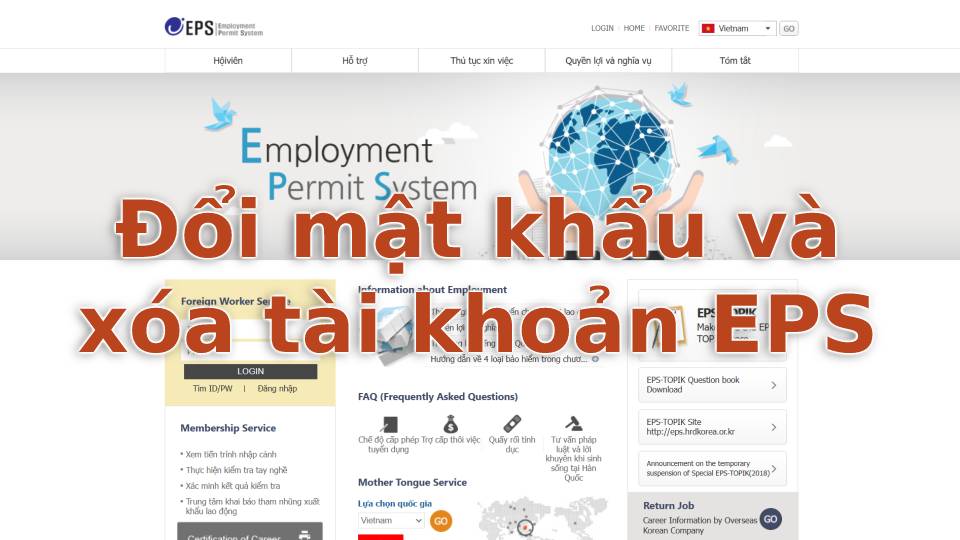 EPS Employment
Permit System
LOGIN HOME FAVORITE Vietnam GO
Hộiviên Hỗ trợ Thủ tục xin việc Quyền lợi và nghĩa vụ Tóm tắt
Employment
Permit System
Đổi mật khẩu và
xóa tài khoản EPS
Foreign Worker Service
LOGIN
Tìm ID/PW | Đăng nhập
Membership Service
Xem tiến trình nhập cảnh
Thực hiện kiểm tra tay nghề
Xác minh kết quả kiểm tra
Trung tâm khai báo tham nhũng xuất
khẩu lao động
Certification of Career
Information about Employment
Hướng dẫn về 4 loại bảo hiểm trong chươ...
FAQ (Frequently Asked Questions)
Chế độ cấp phép
tuyển dụng
Trợ cấp thôi việc
Quấy rối tình
dục
Tư vấn pháp
luật và lời
khuyên khi sinh
sống tại Hàn
Quốc
Mother Tongue Service
Lựa chọn quốc gia
Vietnam GO
EPS-TOPIK Question book
Download
EPS-TOPIK Site
http://eps.hrdkorea.or.kr
Announcement on the temporary
suspension of Special EPS-TOPIK(2018)
Return Job
Career Information by Overseas
Korean Company
GO